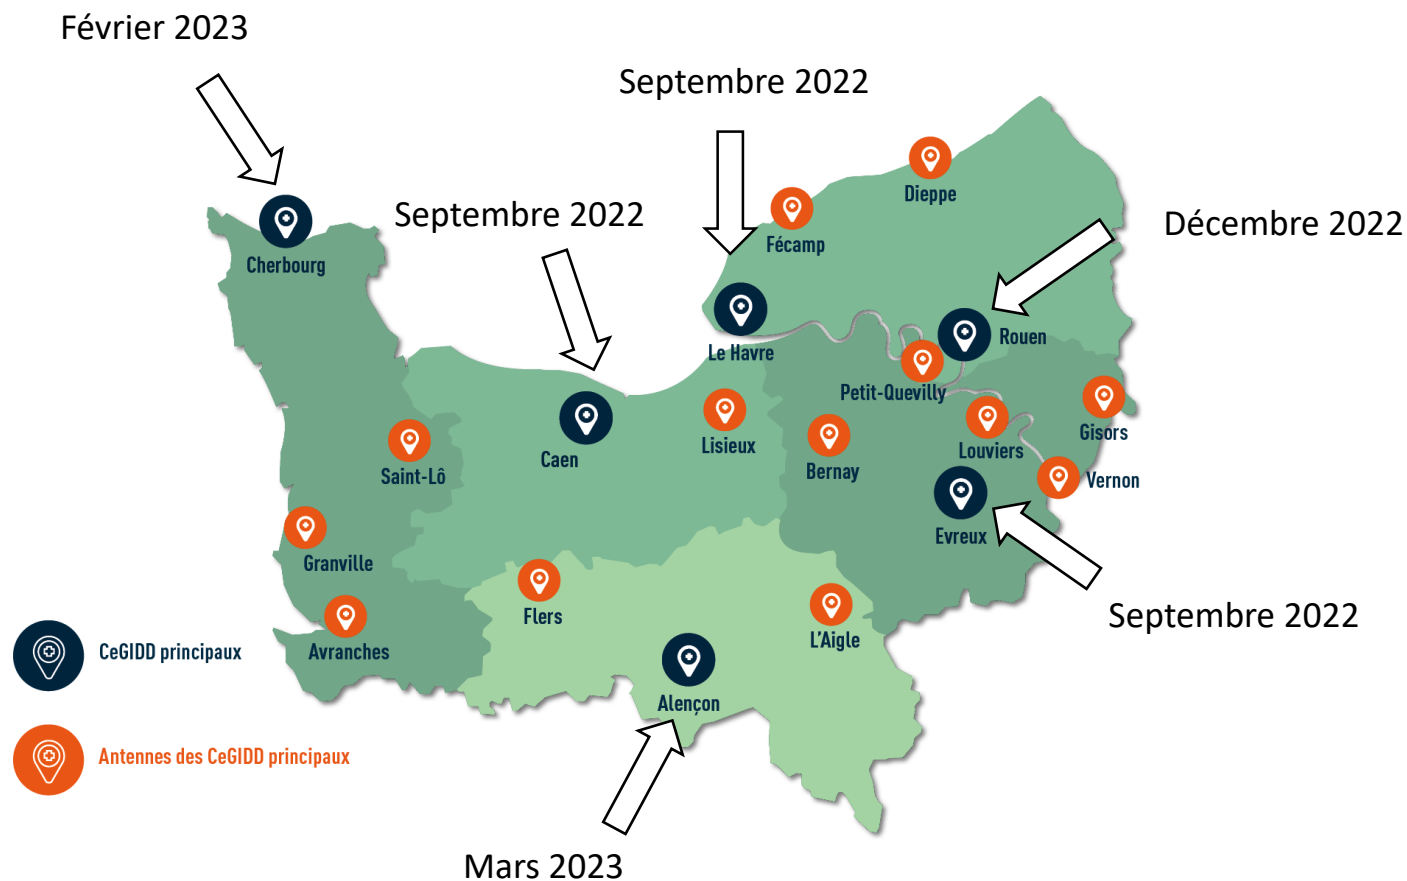 Février 2023
Septembre 2022
Dieppe
Septembre 2022
Décembre 2022
Fécamp
Cherbourg
Rouen
Le Havre
Petit-Quevilly
Gisors
Lisieux
Louviers
Caen
Bernay
Saint-Lô
Vernon
Evreux
Granville
Septembre 2022
Flers
L'Aigle
CeGIDD principaux
Avranches
Alençon
Antennes des CeGIDD principaux
Mars 2023